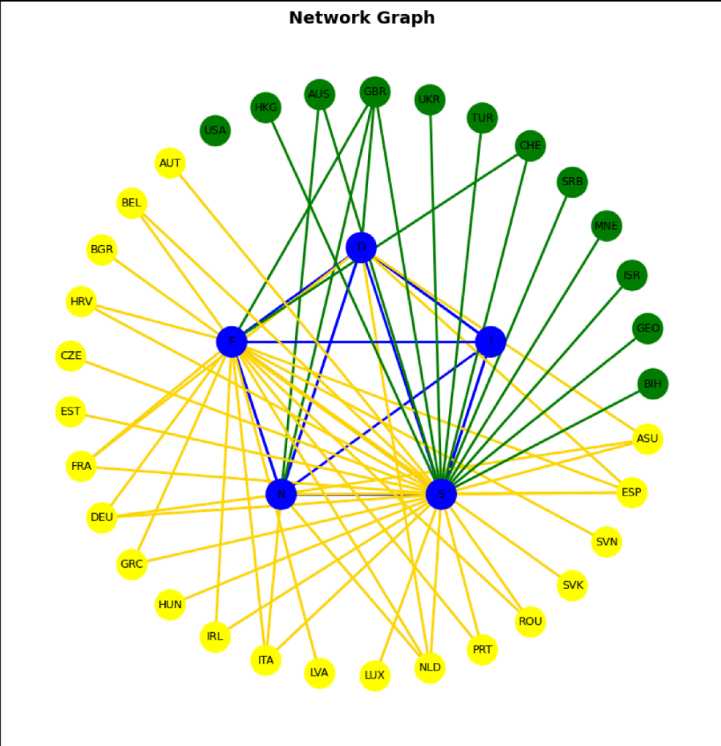 Network Graph
GBR
AUS
UKR
HKG
TUR
USA
CHE
AUT
SRB
BEL
MNE
D
BGR
ISR
HRV
GEO
F
I
CZE
BIH
EST
ASU
FRA
ESP
N
S
DEU
SVN
GRC
SVK
HUN
ROU
IRL
PRT
ITA
NLD
LVA
LUX